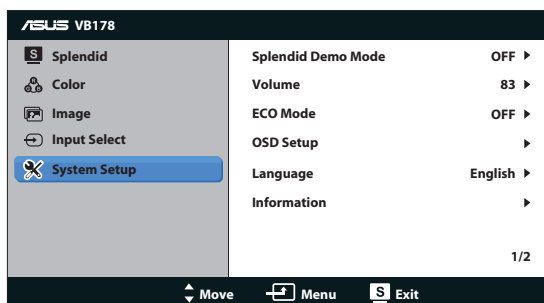 ASUS VB178
S Splendid
Color
Image
Input Select
System Setup
Splendid Demo Mode OFF
Volume 83
ECO Mode OFF
OSD Setup
Language English
Information
1/2
Move Menu S Exit